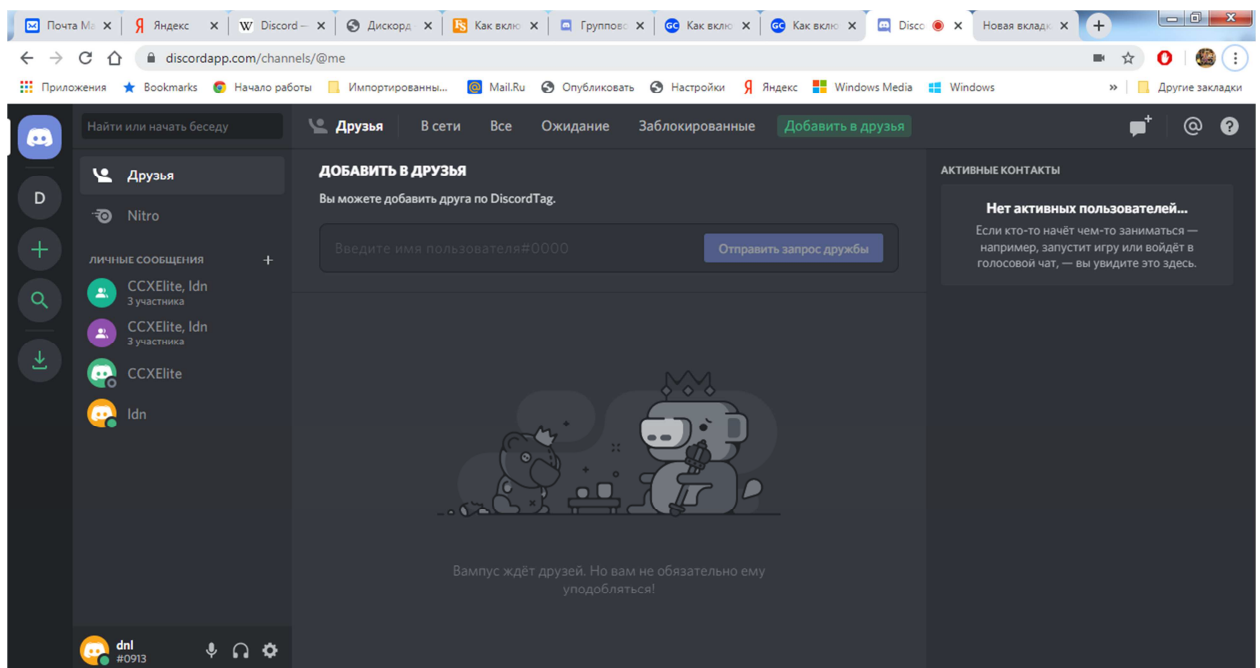 Почта Ma
Яндекс
Discord —
Дискорд
Как вклю
Группово
Как вклю
Как вклю
Disco
Новая вклад
discordapp.com/channels/@me
Приложения
Bookmarks
Начало работы
Импортированны...
Mail.Ru
Опубликовать
Настройки
Яндекс
Windows Media
Windows
»
Другие закладки
Найти или начать беседу
Друзья
В сети
Все
Ожидание
Заблокированные
Добавить в друзья
D
Друзья
Nitro
ЛИЧНЫЕ СООБЩЕНИЯ
CCXElite, ldn
3 участника
CCXElite, ldn
3 участника
CCXElite
ldn
dnl
#0913
ДОБАВИТЬ В ДРУЗЬЯ
Вы можете добавить друга по DiscordTag.
Введите имя пользователя#0000
Отправить запрос дружбы
Вампус ждёт друзей. Но вам не обязательно ему
уподобляться!
АКТИВНЫЕ КОНТАКТЫ
Нет активных пользователей...
Если кто-то начнёт чем-то заниматься —
например, запустит игру или войдёт в
голосовой чат, — вы увидите это здесь.